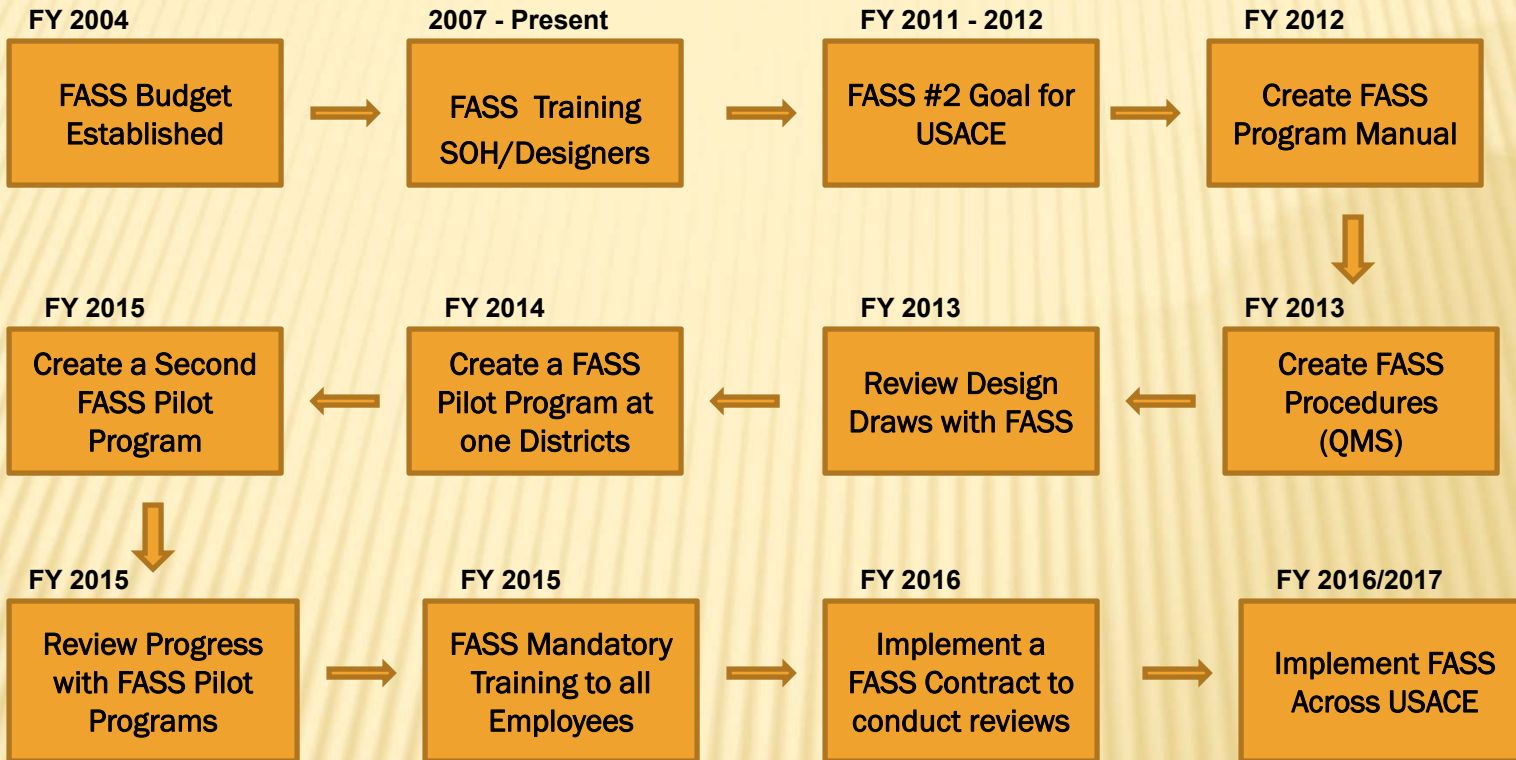 FY 2004
FASS Budget
Established
2007 - Present
FASS Training
SOH/Designers
FY 2011 - 2012
FASS #2 Goal for
USACE
FY 2012
Create FASS
Program Manual
FY 2013
Create FASS
Procedures
(QMS)
FY 2013
Review Design
Draws with FASS
FY 2014
Create a FASS
Pilot Program at
one Districts
FY 2015
Create a Second
FASS Pilot
Program
FY 2015
Review Progress
with FASS Pilot
Programs
FY 2015
FASS Mandatory
Training to all
Employees
FY 2016
Implement a
FASS Contract to
conduct reviews
FY 2016/2017
Implement FASS
Across USACE